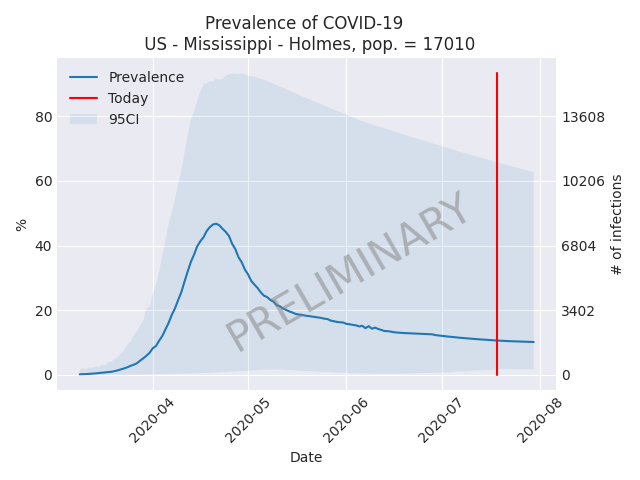 Prevalence of COVID-19
US - Mississippi - Holmes, pop. = 17010
Prevalence
Today
95CI
80
60
40
20
0
%
13608
10206
6804
3402
0
# of infections
PRELIMINARY
2020-04
2020-05
2020-06
2020-07
2020-08
Date